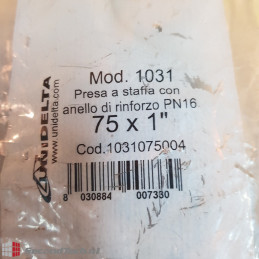 Mod. 1031
Presa a staffa con
anello di rinforzo PN16
75 x 1"
Cod.1031075004
UNIDELTA
www.unidelta.com
8 030884 007330